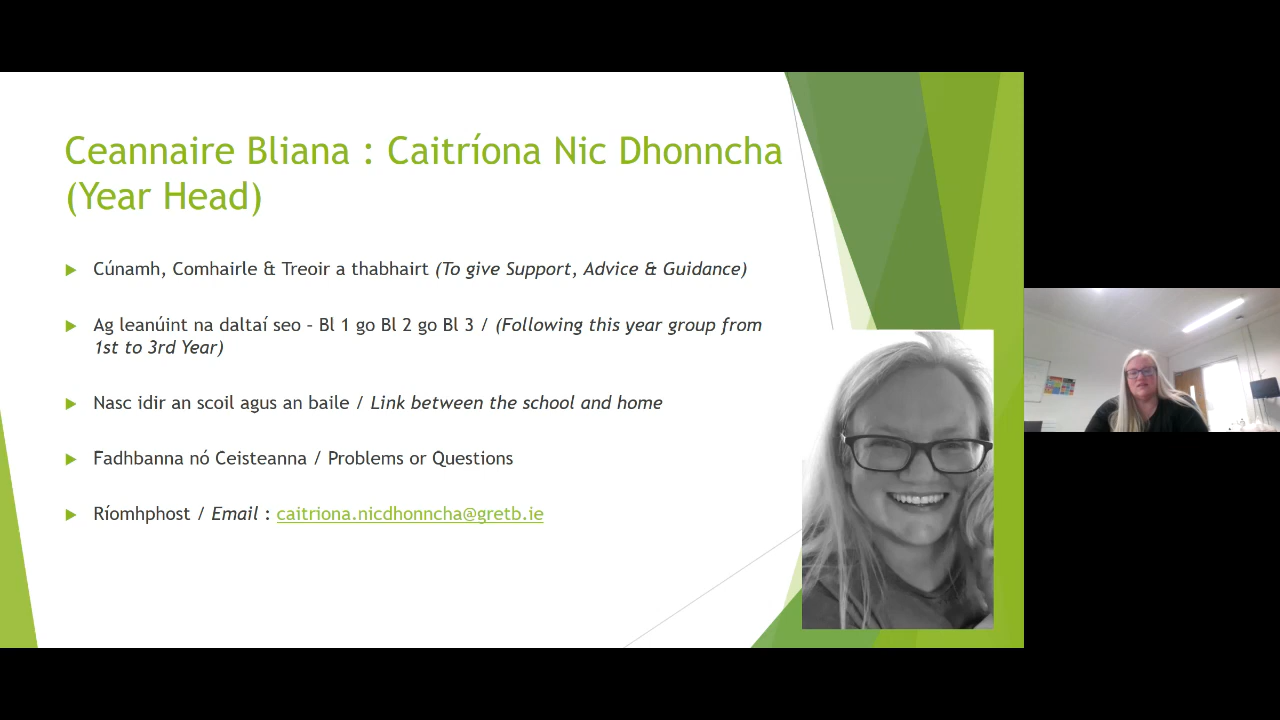 Ceannaire Bliana : Caitríona Nic Dhonncha
(Year Head)
Cúnamh, Comhairle & Treoir a thabhairt (To give Support, Advice & Guidance)
Ag leanúint na daltaí seo – Bl 1 go Bl 2 go Bl 3 / (Following this year group from
1st to 3rd Year)
Nasc idir an scoil agus an baile / Link between the school and home
Fadhbanna nó Ceisteanna / Problems or Questions
Ríomhphost / Email : caitriona.nicdhonncha@gretb.ie